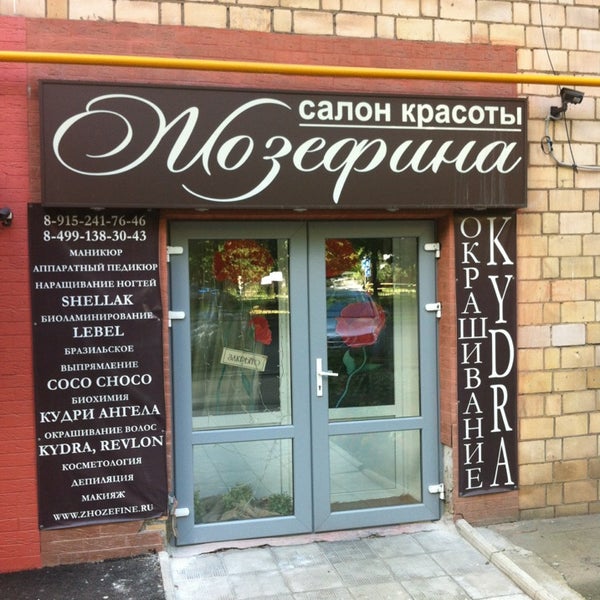 салон красоты
Жозефина
8-915-241-76-46
8-499-138-30-43
МАНИКЮР
АППАРАТНЫЙ ПЕДИКЮР
НАРАЩИВАНИЕ НОГТЕЙ
SHELLAK
БИОЛАМИНИРОВАНИЕ
LEBEL
БРАЗИЛЬСКОЕ
ВЫПРЯМЛЕНИЕ
COCO CHOCO
БИОХИМИЯ
КУДРИ АНГЕЛА
ОКРАШИВАНИЕ ВОЛОС
KYDRA, REVLON
КОСМЕТОЛОГИЯ
ДЕПИЛЯЦИЯ
МАКИЯЖ
WWW.ZHOZEFINE.RU
ЗАКРЫТО
ОКРАШИВАНИЕ
KYDRA